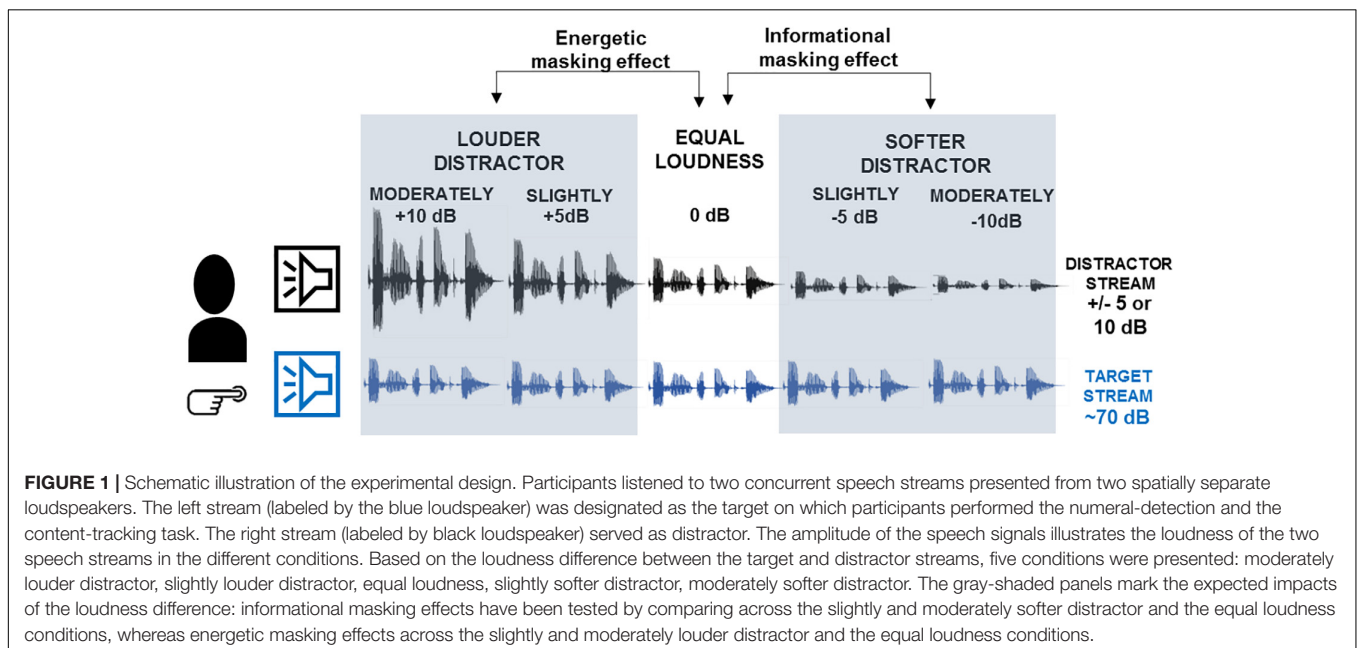 Energetic
masking effect
Informational
masking effect
LOUDER
DISTRACTOR
EQUAL
LOUDNESS
SOFTER
DISTRACTOR
MODERATELY
+10 dB
SLIGHTLY
+5dB
0 dB
SLIGHTLY
-5 dB
MODERATELY
-10dB
DISTRACTOR
STREAM
+/- 5 or
10 dB
TARGET
STREAM
~70 dB
FIGURE 1 | Schematic illustration of the experimental design. Participants listened to two concurrent speech streams presented from two spatially separate
loudspeakers. The left stream (labeled by the blue loudspeaker) was designated as the target on which participants performed the numeral-detection and the
content-tracking task. The right stream (labeled by black loudspeaker) served as distractor. The amplitude of the speech signals illustrates the loudness of the two
speech streams in the different conditions. Based on the loudness difference between the target and distractor streams, five conditions were presented: moderately
louder distractor, slightly louder distractor, equal loudness, slightly softer distractor, moderately softer distractor. The gray-shaded panels mark the expected impacts
of the loudness difference: informational masking effects have been tested by comparing across the slightly and moderately softer distractor and the equal loudness
conditions, whereas energetic masking effects across the slightly and moderately louder distractor and the equal loudness conditions.